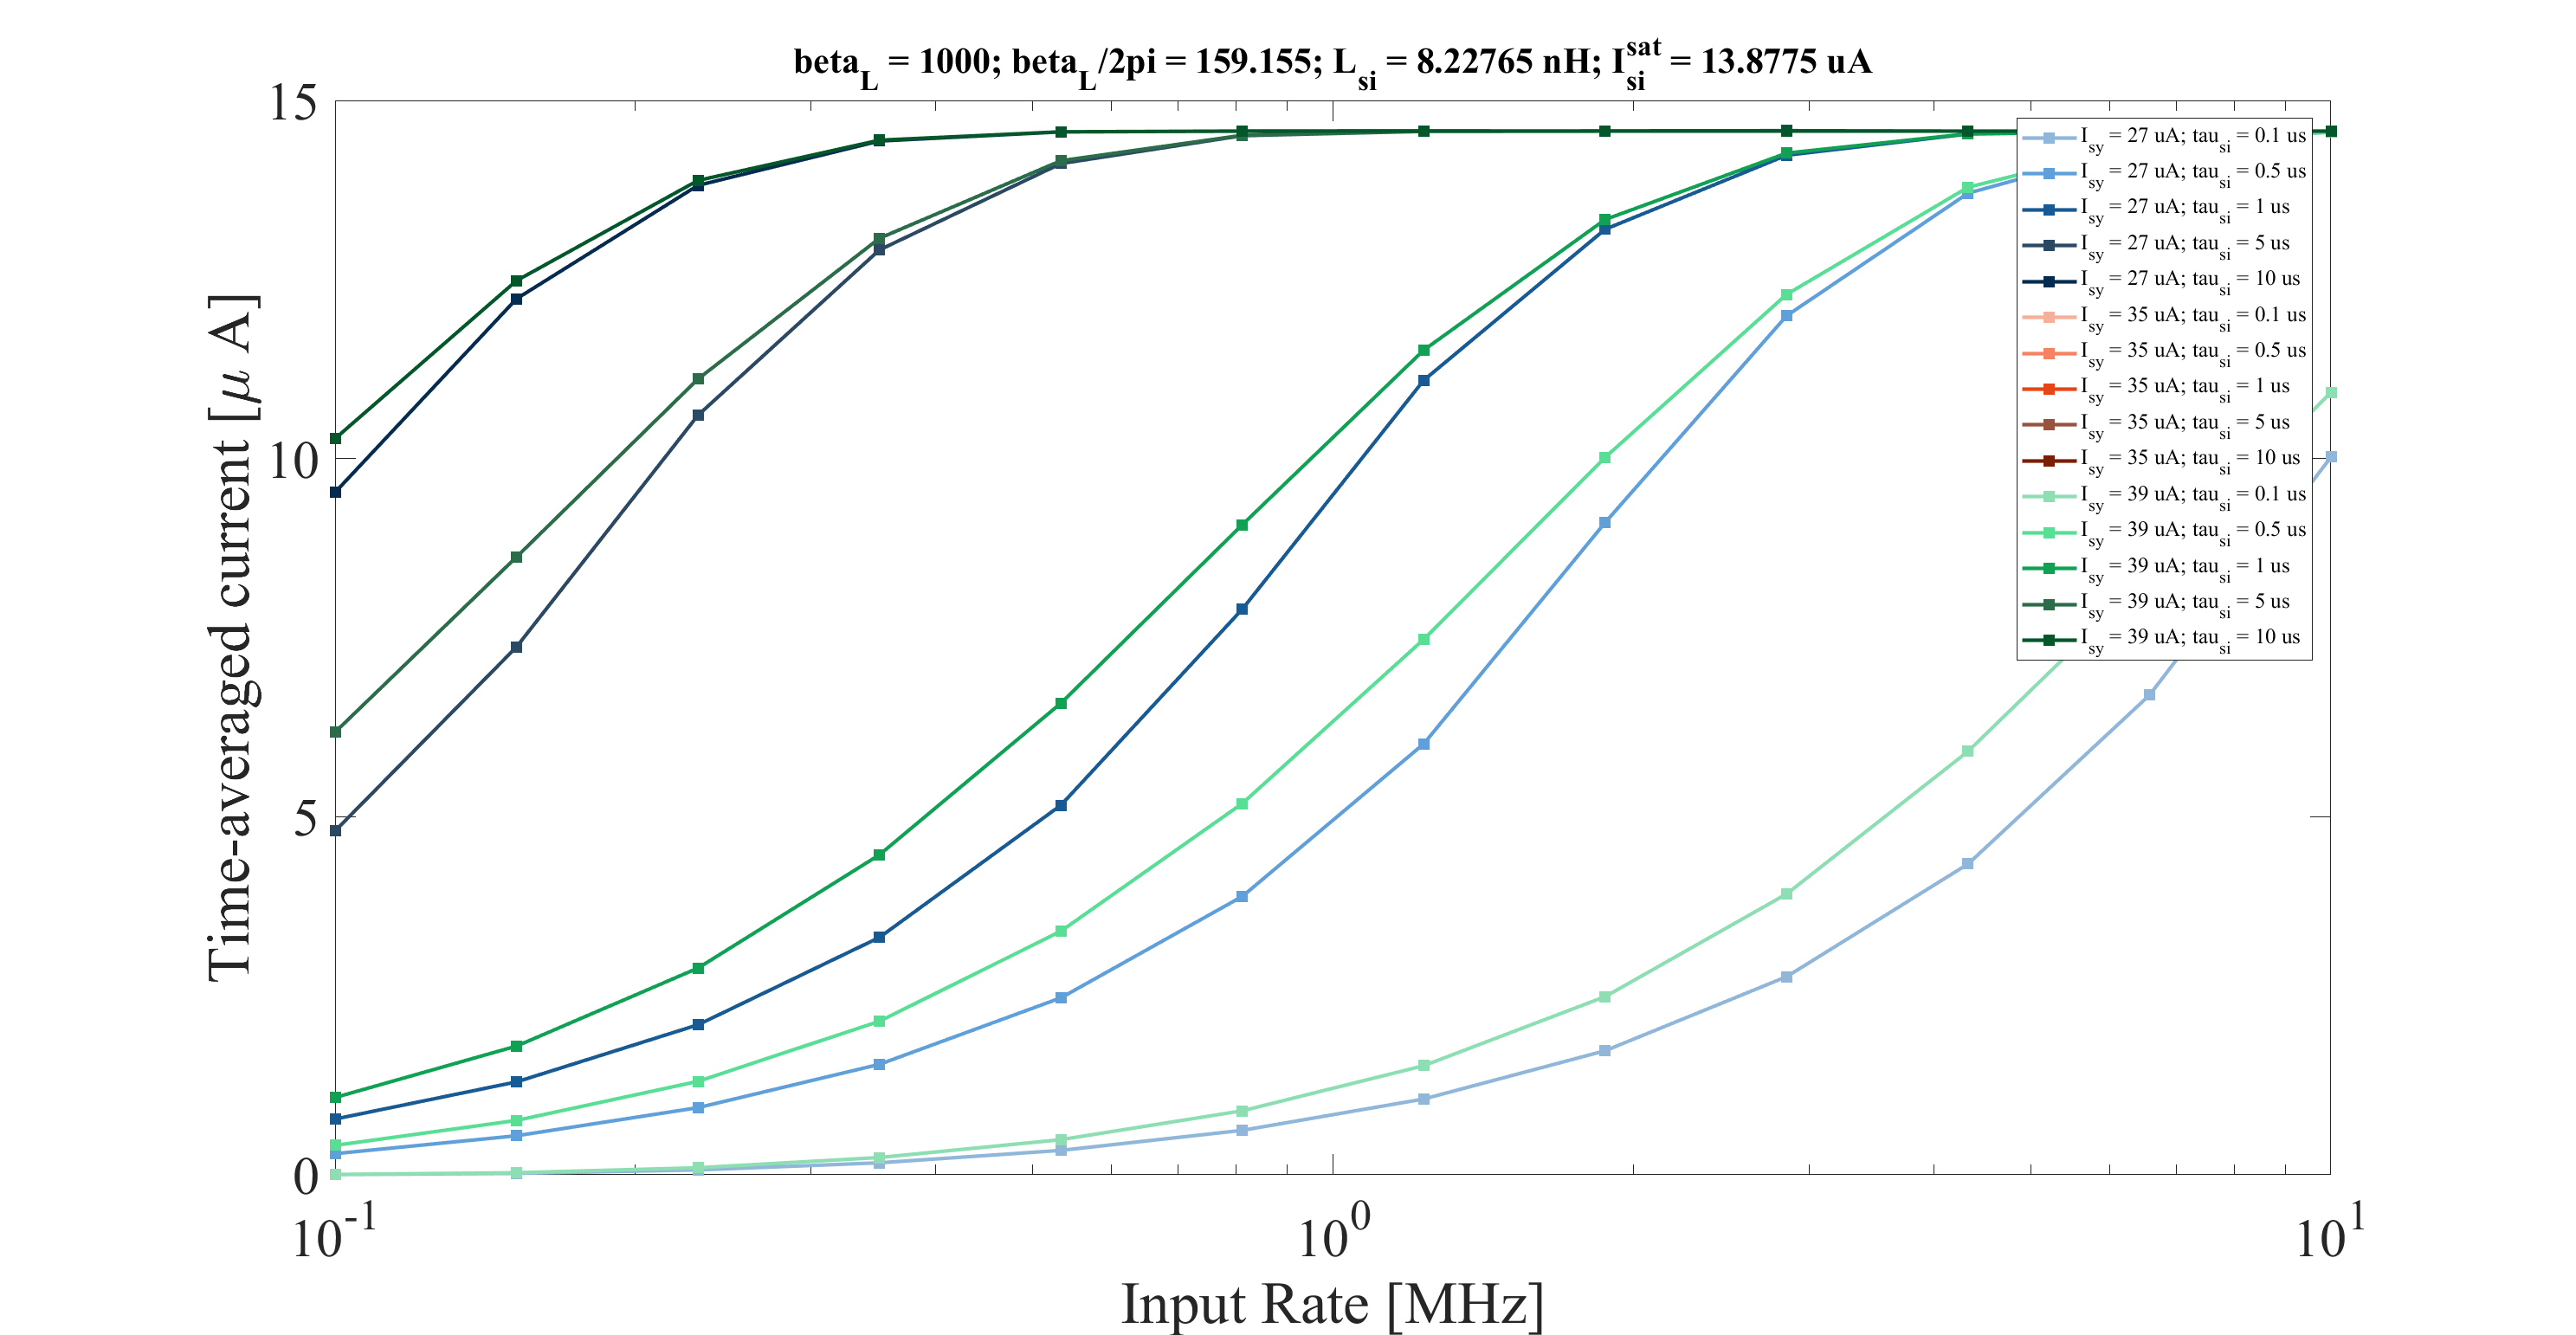 beta_L = 1000; beta_L/2pi = 159.155; L_si = 8.22765 nH; I_si^sat = 13.8775 uA
15
10
5
0
Time-averaged current [μ A]
10^-1
10^0
10^1
Input Rate [MHz]
I_sy = 27 uA; tau_si = 0.1 us
I_sy = 27 uA; tau_si = 0.5 us
I_sy = 27 uA; tau_si = 1 us
I_sy = 27 uA; tau_si = 5 us
I_sy = 27 uA; tau_si = 10 us
I_sy = 35 uA; tau_si = 0.1 us
I_sy = 35 uA; tau_si = 0.5 us
I_sy = 35 uA; tau_si = 1 us
I_sy = 35 uA; tau_si = 5 us
I_sy = 35 uA; tau_si = 10 us
I_sy = 39 uA; tau_si = 0.1 us
I_sy = 39 uA; tau_si = 0.5 us
I_sy = 39 uA; tau_si = 1 us
I_sy = 39 uA; tau_si = 5 us
I_sy = 39 uA; tau_si = 10 us